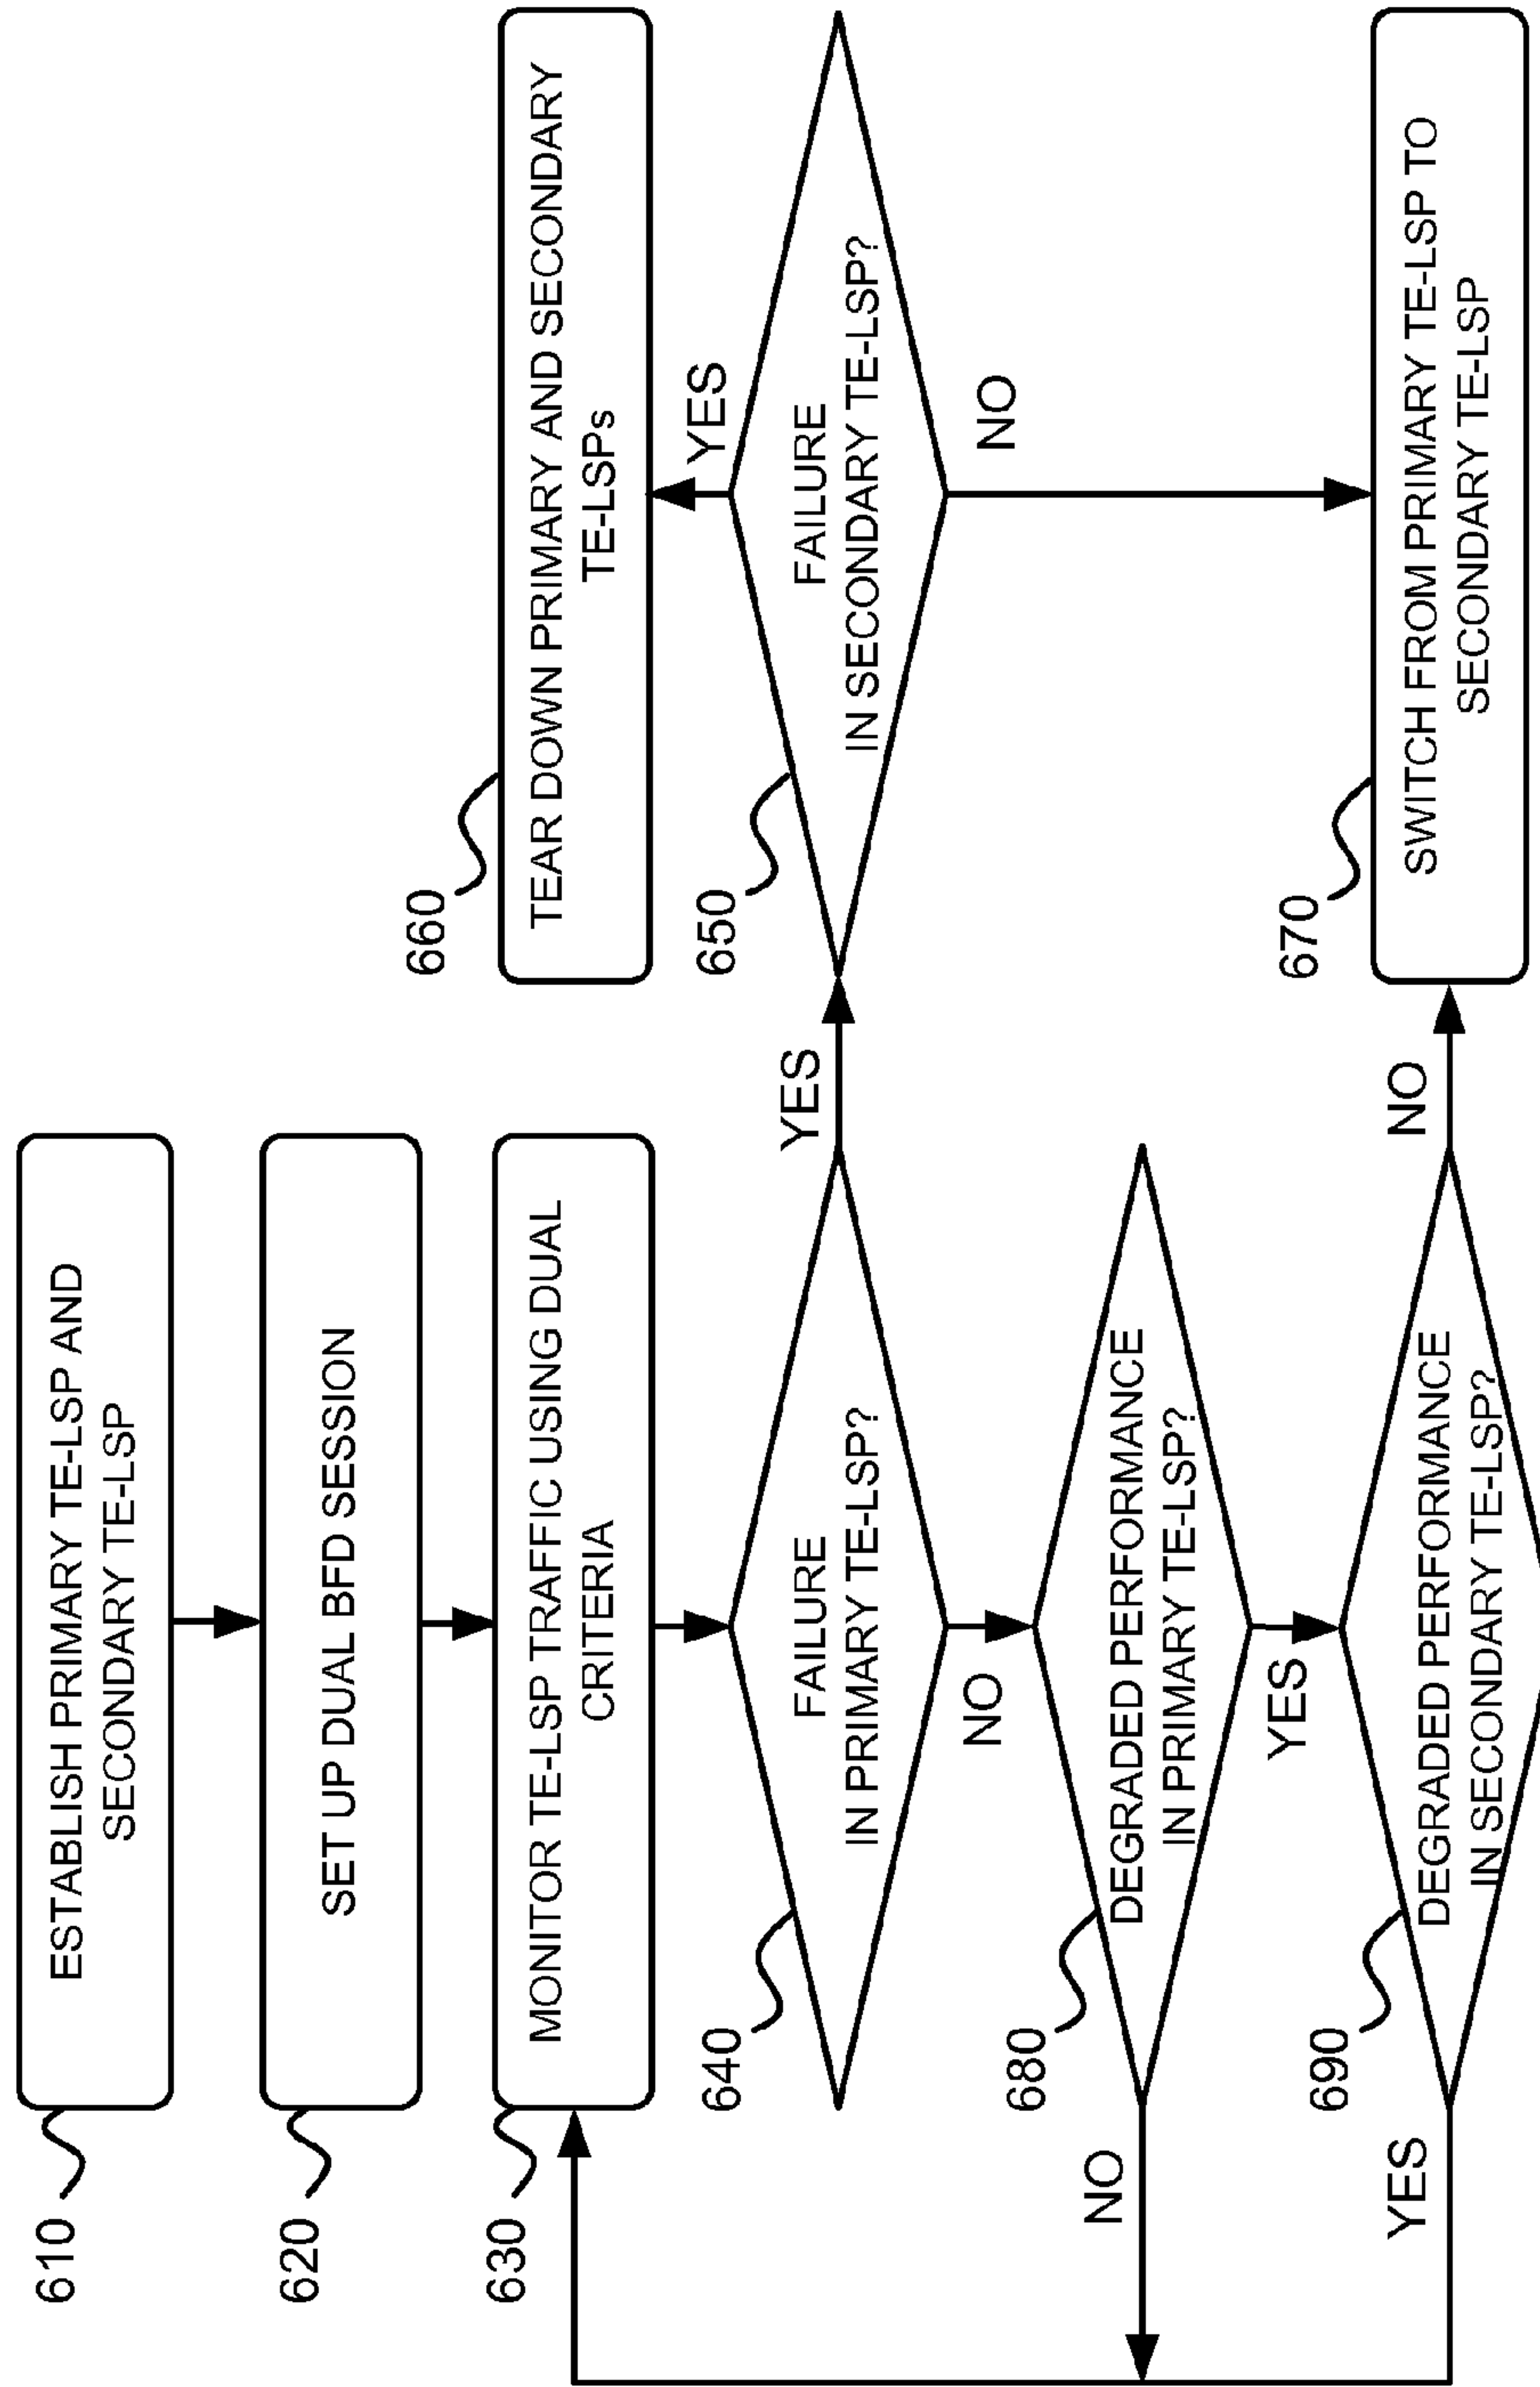 610
ESTABLISH PRIMARY TE-LSP AND
SECONDARY TE-LSP
620
SET UP DUAL BFD SESSION
630
MONITOR TE-LSP TRAFFIC USING DUAL
CRITERIA
640
FAILURE
IN PRIMARY TE-LSP?
YES
NO
650
FAILURE
IN SECONDARY TE-LSP?
YES
NO
660
TEAR DOWN PRIMARY AND SECONDARY
TE-LSPs
680
DEGRADED PERFORMANCE
IN PRIMARY TE-LSP?
NO
YES
690
DEGRADED PERFORMANCE
IN SECONDARY TE-LSP?
YES
NO
670
SWITCH FROM PRIMARY TE-LSP TO
SECONDARY TE-LSP